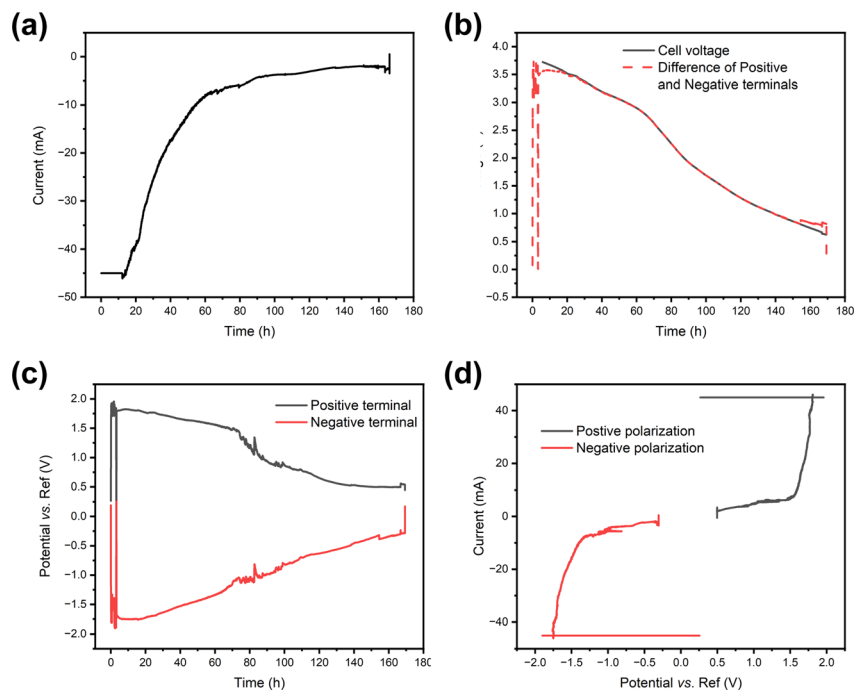 (a)
0
−10
−20
−30
−40
−50
Current (mA)
0 20 40 60 80 100 120 140 160 180
Time (h)
(b)
4.0
3.5
3.0
2.5
2.0
1.5
1.0
0.5
0.0
−0.5
Cell voltage
Difference of Positive
and Negative terminals
0 20 40 60 80 100 120 140 160 180
Time (h)
(c)
2.0
1.5
1.0
0.5
0.0
−0.5
−1.0
−1.5
−2.0
Potential vs. Ref (V)
Positive terminal
Negative terminal
0 20 40 60 80 100 120 140 160 180
Time (h)
(d)
40
20
0
−20
−40
Current (mA)
Postive polarization
Negative polarization
−2.0 −1.5 −1.0 −0.5 0.0 0.5 1.0 1.5 2.0
Potential vs. Ref (V)